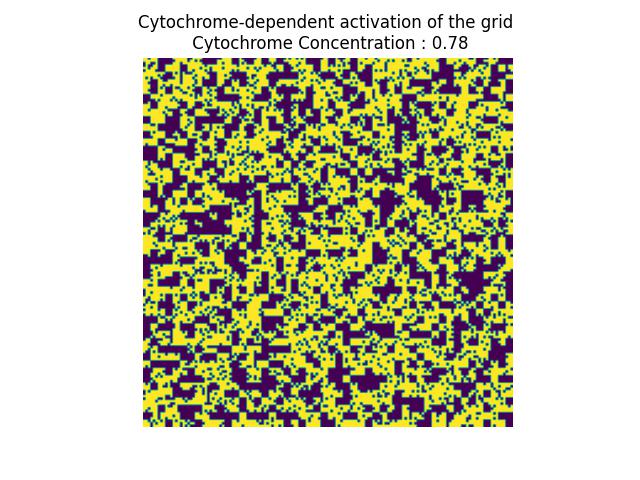 Cytochrome-dependent activation of the grid
Cytochrome Concentration : 0.78